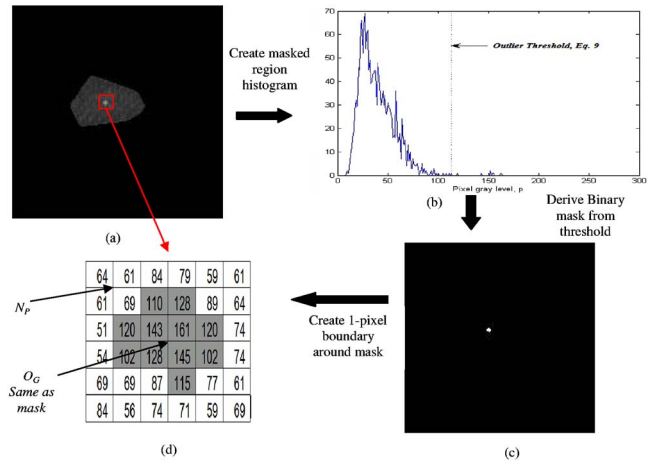 Create masked
region
histogram
(a)
70
60
50
40
30
20
10
0
Outlier Threshold, Eq. 9
0 50 100 150 200 250 300
Pixel gray level, p
(b)
Derive Binary
mask from
threshold
(c)
Create 1-pixel
boundary
around mask
N_P
O_G
Same as
mask
64 61 84 79 59 61
61 69 110 128 89 64
51 120 143 161 120 74
54 102 128 145 102 74
69 69 87 115 77 61
84 56 74 71 59 69
(d)